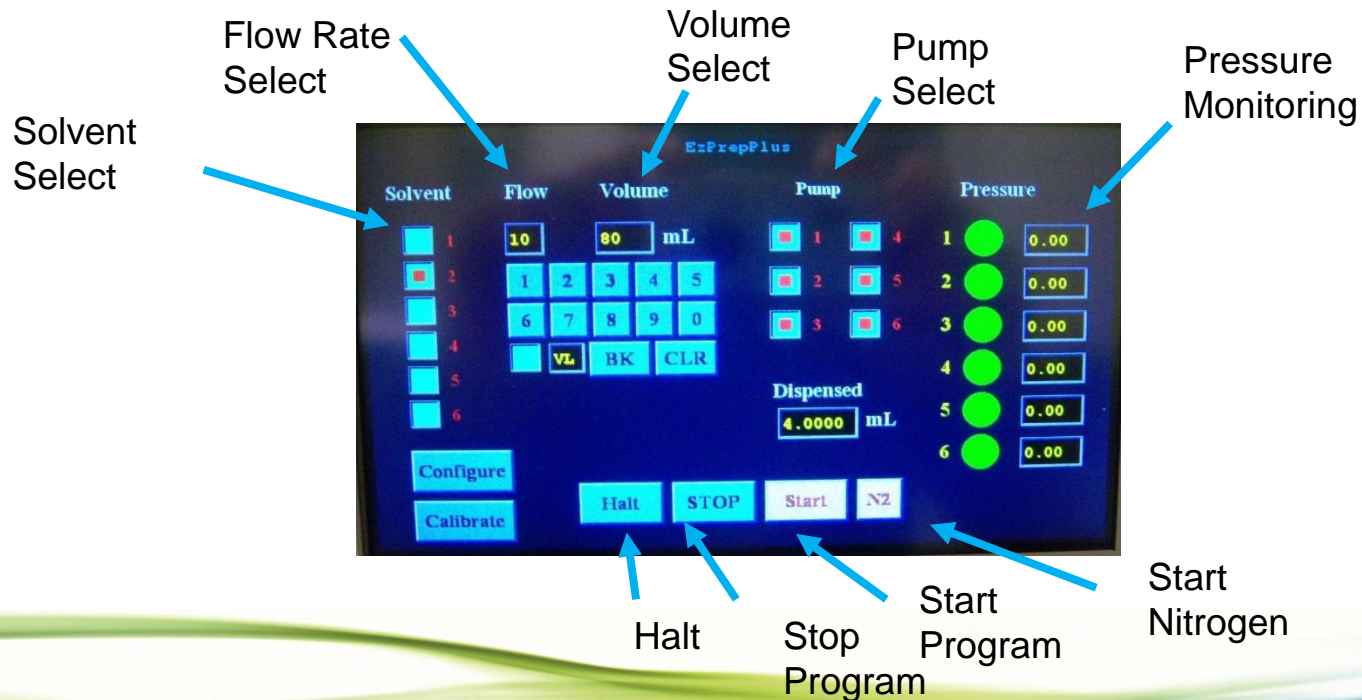 Flow Rate
Select
Volume
Select
Pump
Select
Pressure
Monitoring
Solvent
Select
EzPrepPlus
Solvent Flow Volume Pump Pressure
1 10 80 mL 1 4 1 0.00
2 1 2 3 4 5 2 5 2 0.00
3 6 7 8 9 0 3 6 3 0.00
4 VL BK CLR 4 0.00
5 Dispensed 5 0.00
6 4.0000 mL 6 0.00
Configure
Halt STOP Start N2
Calibrate
Halt
Stop
Program
Start
Program
Start
Nitrogen